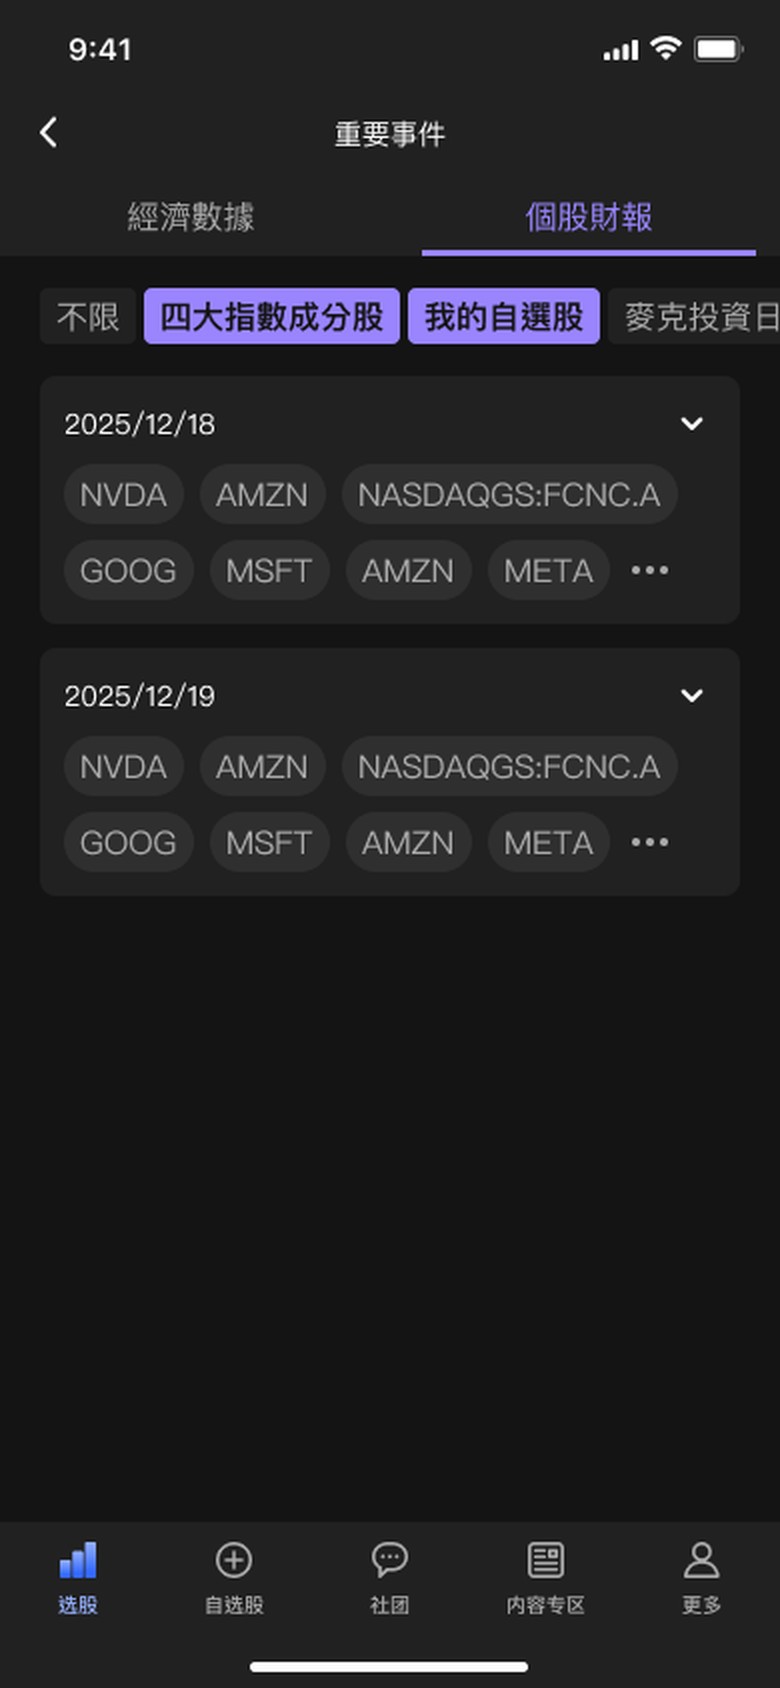 9:41
重要事件
經濟數據
個股財報
不限
四大指數成分股
我的自選股
麥克投資日
2025/12/18
NVDA
AMZN
NASDAQGS:FCNC.A
GOOG
MSFT
AMZN
META
•••
2025/12/19
NVDA
AMZN
NASDAQGS:FCNC.A
GOOG
MSFT
AMZN
META
•••
选股
自选股
社团
内容专区
更多